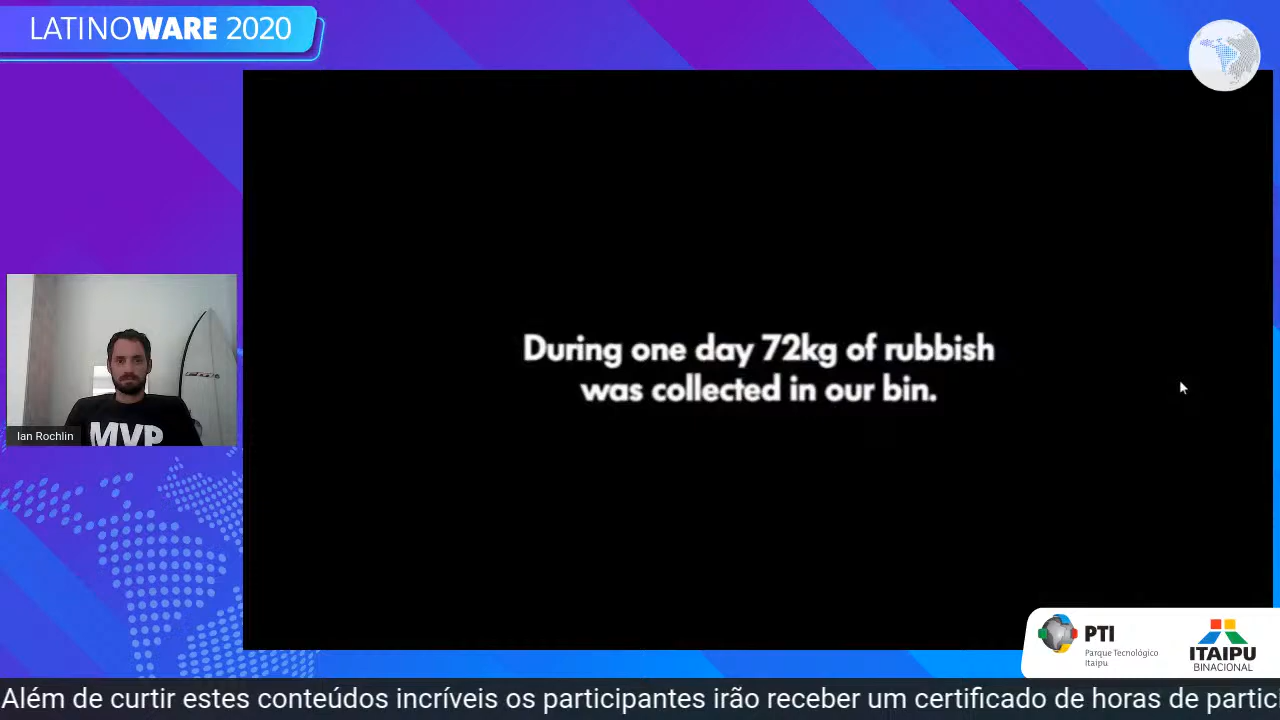 LATINOWARE 2020
During one day 72kg of rubbish
was collected in our bin.
MVP
Ian Rochlin
PTI
Parque Tecnológico
Itaipu
ITAIPU
BINACIONAL
Além de curtir estes conteúdos incríveis os participantes irão receber um certificado de horas de partic